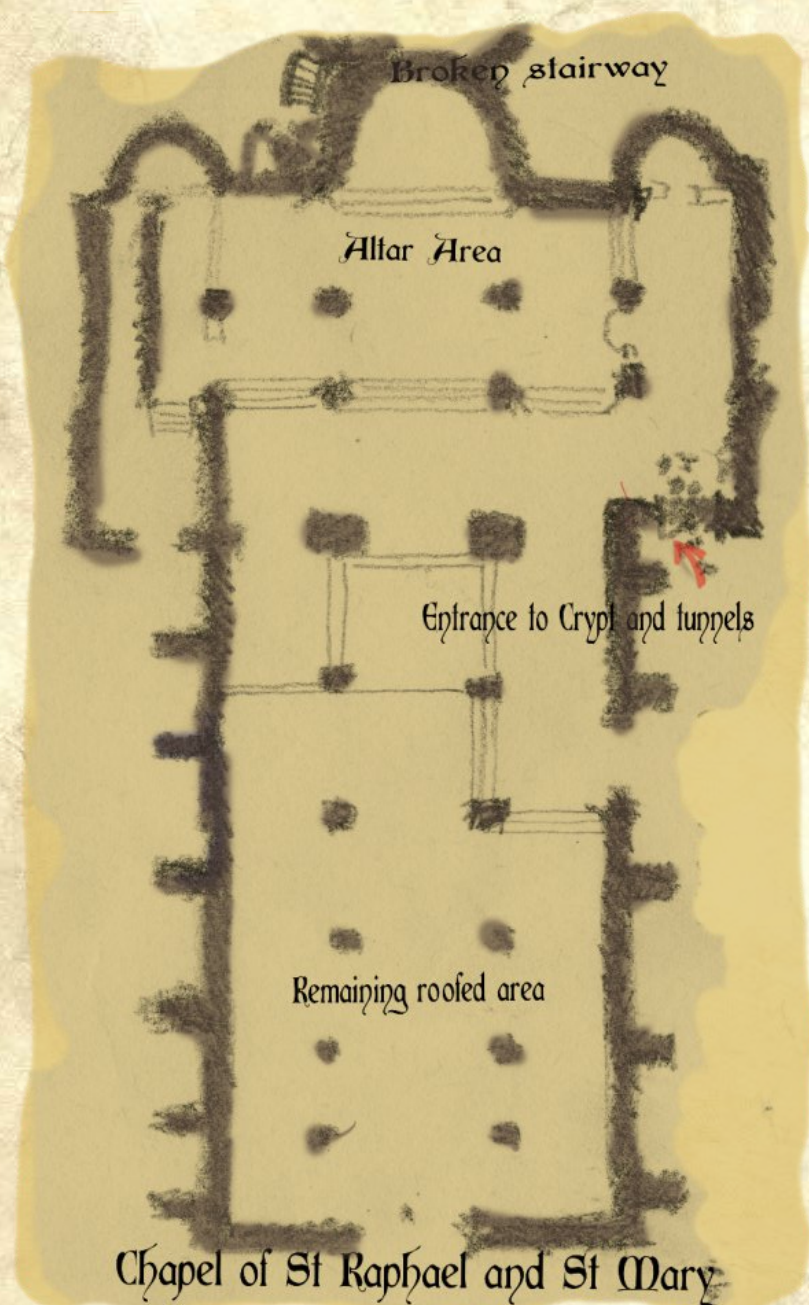 Broken stairway
Altar Area
Entrance to Crypt and tunnels
Remaining roofed area
Chapel of St Raphael and St Mary